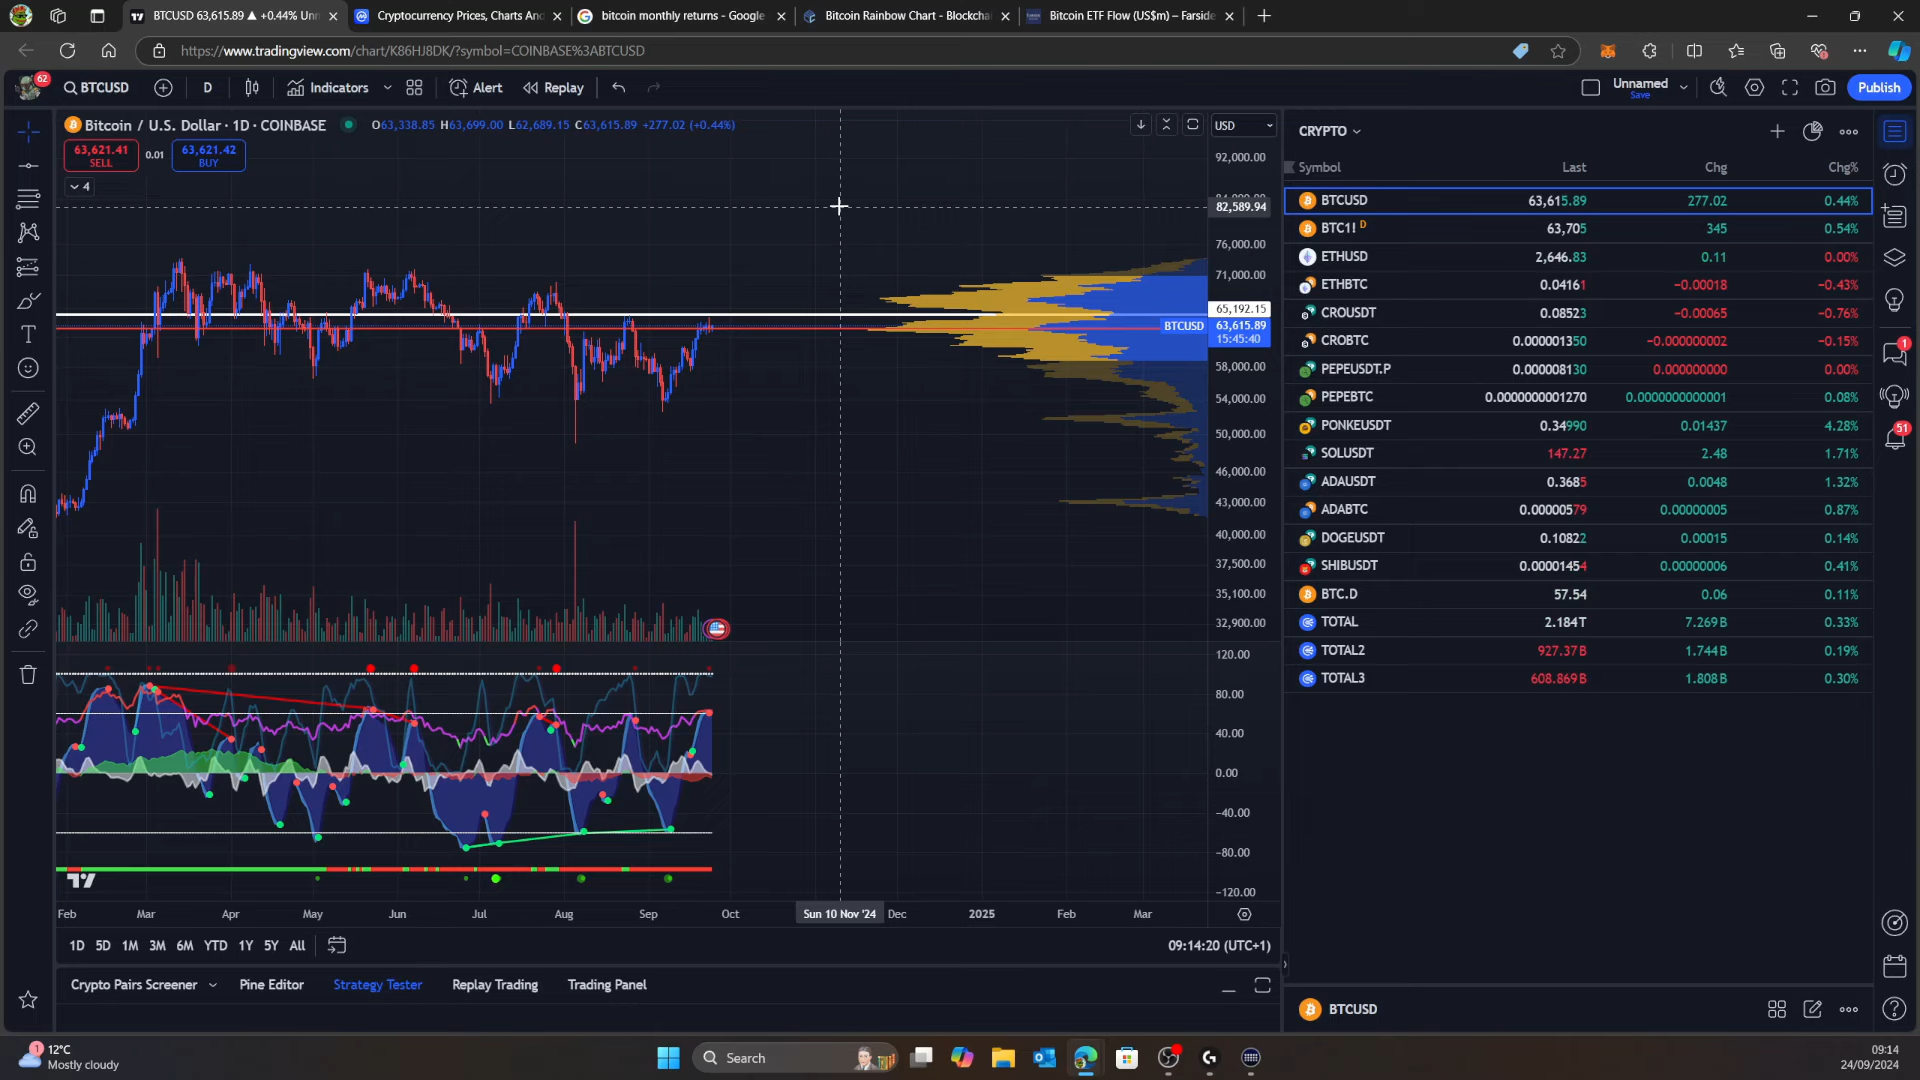 BTCUSD 63,615.89 ▲ +0.44% Unn
Cryptocurrency Prices, Charts And
bitcoin monthly returns - Google
Bitcoin Rainbow Chart - Blockchai
Bitcoin ETF Flow (US$m) – Farside
https://www.tradingview.com/chart/K86HJ8DK/?symbol=COINBASE%3ABTCUSD
62
BTCUSD
D
Indicators
Alert
Replay
Unnamed
Save
Publish
Bitcoin / U.S. Dollar · 1D · COINBASE
O63,338.85 H63,699.00 L62,689.15 C63,615.89 +277.02 (+0.44%)
USD
63,621.41
SELL
0.01
63,621.42
BUY
4
92,000.00
82,589.94
76,000.00
71,000.00
65,192.15
BTCUSD
63,615.89
15:45:40
58,000.00
54,000.00
50,000.00
46,000.00
43,000.00
40,000.00
37,500.00
35,100.00
32,900.00
120.00
80.00
40.00
0.00
−40.00
−80.00
−120.00
Feb Mar Apr May Jun Jul Aug Sep Oct Sun 10 Nov '24 Dec 2025 Feb Mar
1D 5D 1M 3M 6M YTD 1Y 5Y All
09:14:20 (UTC+1)
Crypto Pairs Screener Pine Editor Strategy Tester Replay Trading Trading Panel
CRYPTO
Symbol Last Chg Chg%
BTCUSD 63,615.89 277.02 0.44%
BTC1! D 63,705 345 0.54%
ETHUSD 2,646.83 0.11 0.00%
ETHBTC 0.04161 −0.00018 −0.43%
CROUSDT 0.08523 −0.00065 −0.76%
CROBTC 0.000001350 −0.000000002 −0.15%
PEPEUSDT.P 0.000008130 0.000000000 0.00%
PEPEBTC 0.0000000001270 0.0000000000001 0.08%
PONKEUSDT 0.34990 0.01437 4.28%
SOLUSDT 147.27 2.48 1.71%
ADAUSDT 0.3685 0.0048 1.32%
ADABTC 0.00000579 0.00000005 0.87%
DOGEUSDT 0.10822 0.00015 0.14%
SHIBUSDT 0.00001454 0.00000006 0.41%
BTC.D 57.54 0.06 0.11%
TOTAL 2.184T 7.269B 0.33%
TOTAL2 927.37B 1.744B 0.19%
TOTAL3 608.869B 1.808B 0.30%
1
51
BTCUSD
1
12°C
Mostly cloudy
Search
09:14
24/09/2024